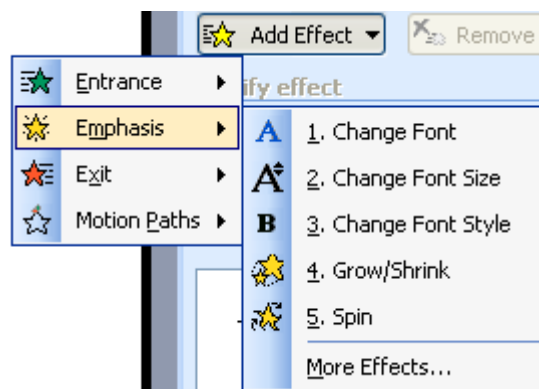 Add Effect Remove
Entrance
ify effect
Emphasis
1. Change Font
Exit
2. Change Font Size
Motion Paths
3. Change Font Style
4. Grow/Shrink
5. Spin
More Effects...